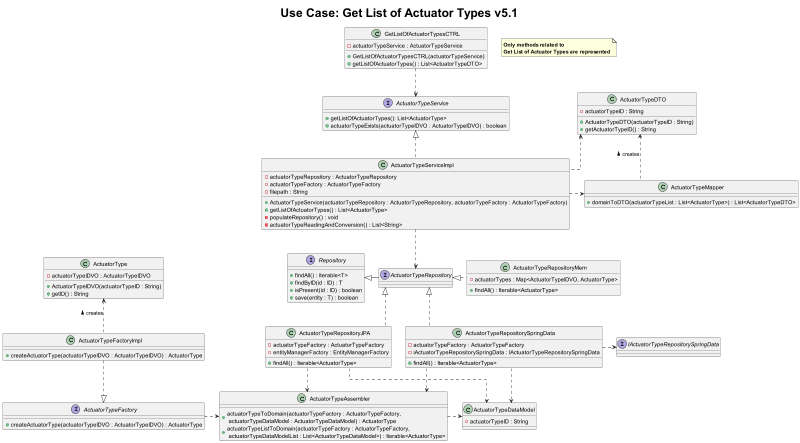 Use Case: Get List of Actuator Types v5.1
C GetListOfActuatorTypesCTRL
actuatorTypeService : ActuatorTypeService
GetListOfActuatorTypesCTRL(actuatorTypeService)
getListOfActuatorTypes() : List<ActuatorTypeDTO>
Only methods related to
Get List of Actuator Types are represented
I ActuatorTypeService
getListOfActuatorTypes(): List<ActuatorType>
actuatorTypeExists(actuatorTypeIDVO : ActuatorTypeIDVO) : boolean
C ActuatorTypeDTO
actuatorTypeID : String
ActuatorTypeDTO(actuatorTypeID : String)
getActuatorTypeID() : String
creates
C ActuatorTypeServiceImpl
actuatorTypeRepository : ActuatorTypeRepository
actuatorTypeFactory : ActuatorTypeFactory
filepath : String
ActuatorTypeService(actuatorTypeRepository : ActuatorTypeRepository, actuatorTypeFactory : ActuatorTypeFactory)
getListOfActuatorTypes() : List<ActuatorType>
populateRepository() : void
actuatorTypeReadingAndConversion() : List<String>
C ActuatorTypeMapper
domainToDTO(actuatorTypeList : List<ActuatorType>) : List<ActuatorTypeDTO>
C ActuatorType
actuatorTypeIDVO : ActuatorTypeIDVO
ActuatorTypeIDVO(actuatorTypeID : String)
getID() : String
creates
I Repository
findAll() : Iterable<T>
findByID(id : ID) : T
isPresent(id : ID) : boolean
save(entity : T) : boolean
I ActuatorTypeRepository
C ActuatorTypeRepositoryMem
actuatorTypes : Map<ActuatorTypeIDVO, ActuatorType>
findAll() : Iterable<ActuatorType>
C ActuatorTypeFactoryImpl
createActuatorType(actuatorTypeIDVO : ActuatorTypeIDVO) : ActuatorType
C ActuatorTypeRepositoryJPA
actuatorTypeFactory : ActuatorTypeFactory
entityManagerFactory : EntityManagerFactory
findAll() : Iterable<ActuatorType>
C ActuatorTypeRepositorySpringData
actuatorTypeFactory : ActuatorTypeFactory
iActuatorTypeRepositorySpringData : IActuatorTypeRepositorySpringData
findAll() : Iterable<ActuatorType>
I IActuatorTypeRepositorySpringData
I ActuatorTypeFactory
createActuatorType(actuatorTypeIDVO : ActuatorTypeIDVO) : ActuatorType
C ActuatorTypeAssembler
actuatorTypeToDomain(actuatorTypeFactory : ActuatorTypeFactory,
actuatorTypeDataModel : ActuatorTypeDataModel) : ActuatorType
actuatorTypeListToDomain(actuatorTypeFactory : ActuatorTypeFactory,
actuatorTypeDataModelList : List<ActuatorTypeDataModel>) : Iterable<ActuatorType>
C ActuatorTypeDataModel
actuatorTypeID : String